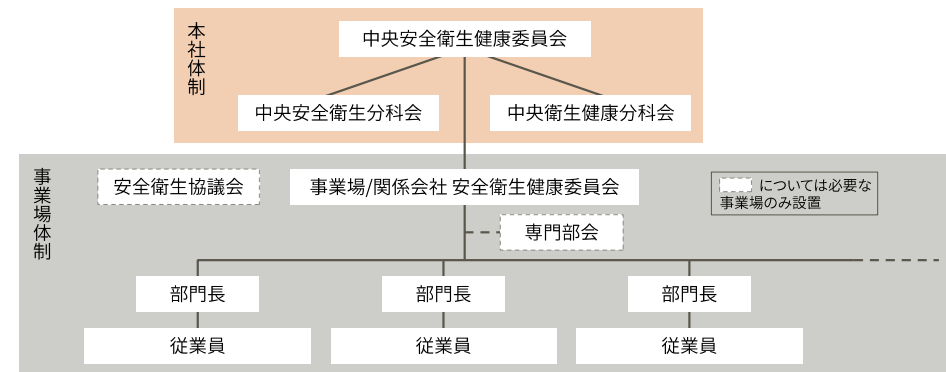 本社体制
中央安全衛生健康委員会
中央安全衛生分科会
中央衛生健康分科会
事業場体制
安全衛生協議会
事業場/関係会社 安全衛生健康委員会
については必要な
事業場のみ設置
専門部会
部門長
部門長
部門長
従業員
従業員
従業員